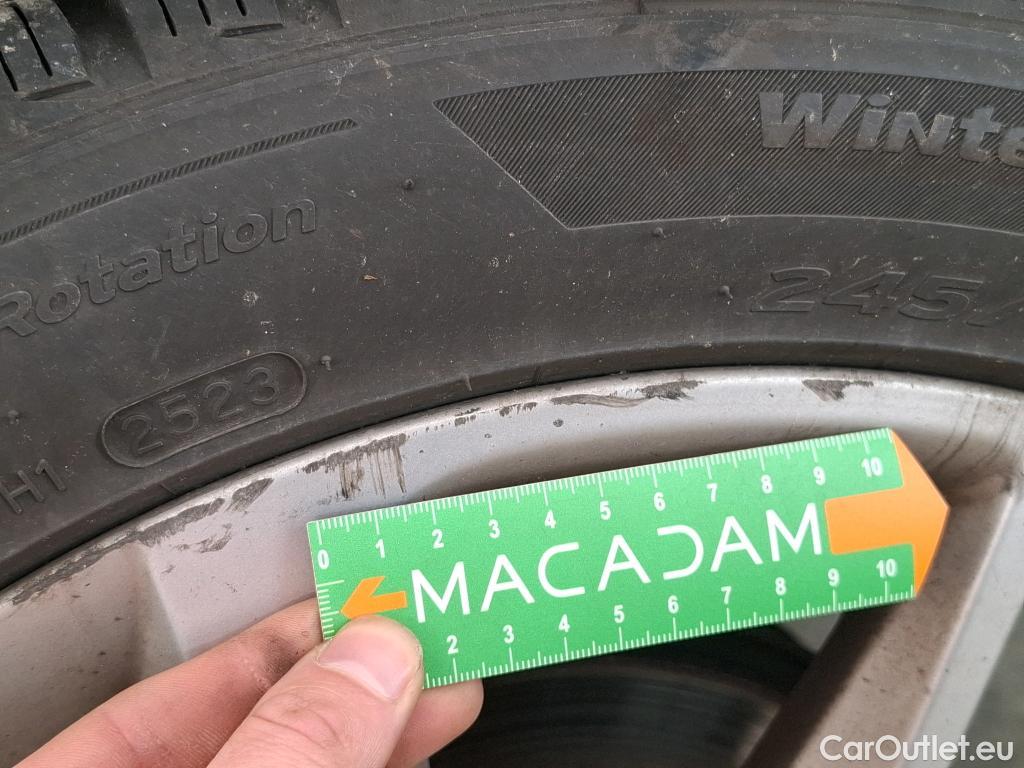 Winte
Rotation
245/
2523
H1
0 1 2 3 4 5 6 7 8 9 10
MACADAM
2 3 4 5 6 7 8 9 10
CarOutlet.eu